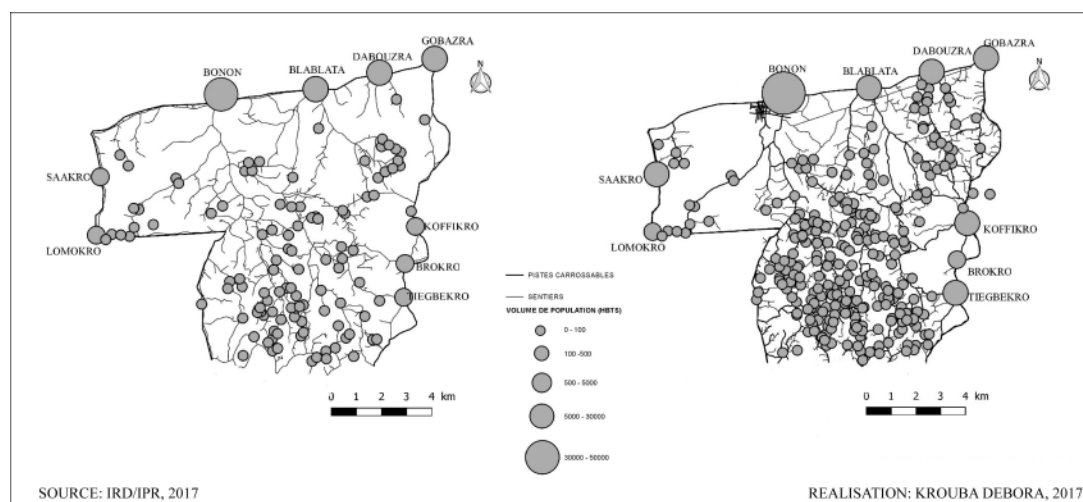 GOBAZRA
DABOUZRA
BLABLATA
BONON
N
SAAKRO
KOFFIKRO
LOMOKRO
BROKRO
TIEGBEKRO
0 1 2 3 4 km
PISTES CARROSSABLES
SENTIERS
VOLUME DE POPULATION (HBTS)
0 - 100
100 -500
500 - 5000
5000 - 30000
30000 - 50000
GOBAZRA
DABOUZRA
BLABLATA
BONON
N
SAAKRO
KOFFIKRO
LOMOKRO
BROKRO
TIEGBEKRO
0 1 2 3 4 km
SOURCE: IRD/IPR, 2017
REALISATION: KROUBA DEBORA, 2017